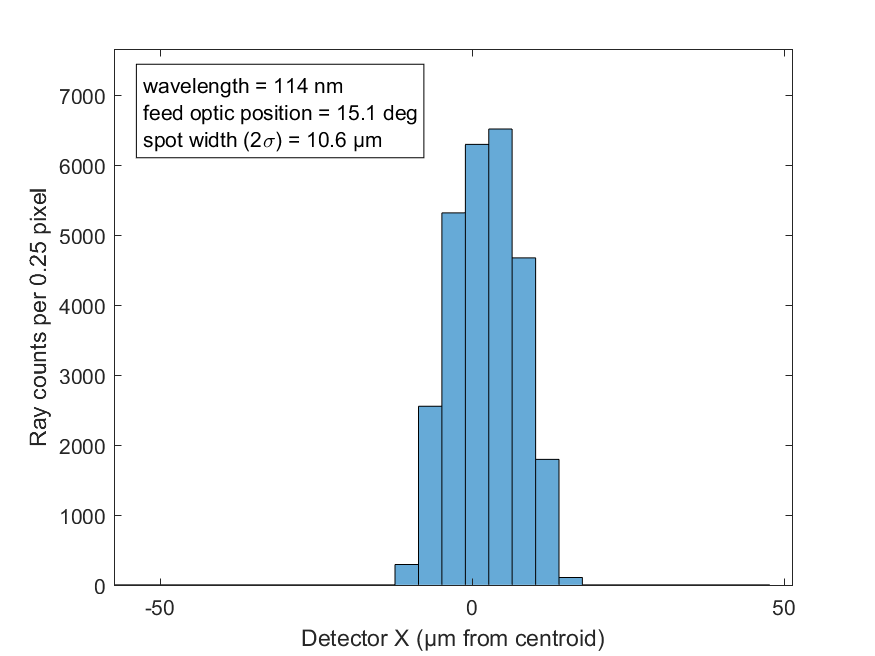 wavelength = 114 nm
feed optic position = 15.1 deg
spot width (2σ) = 10.6 µm
Ray counts per 0.25 pixel
7000
6000
5000
4000
3000
2000
1000
0
-50
0
50
Detector X (µm from centroid)